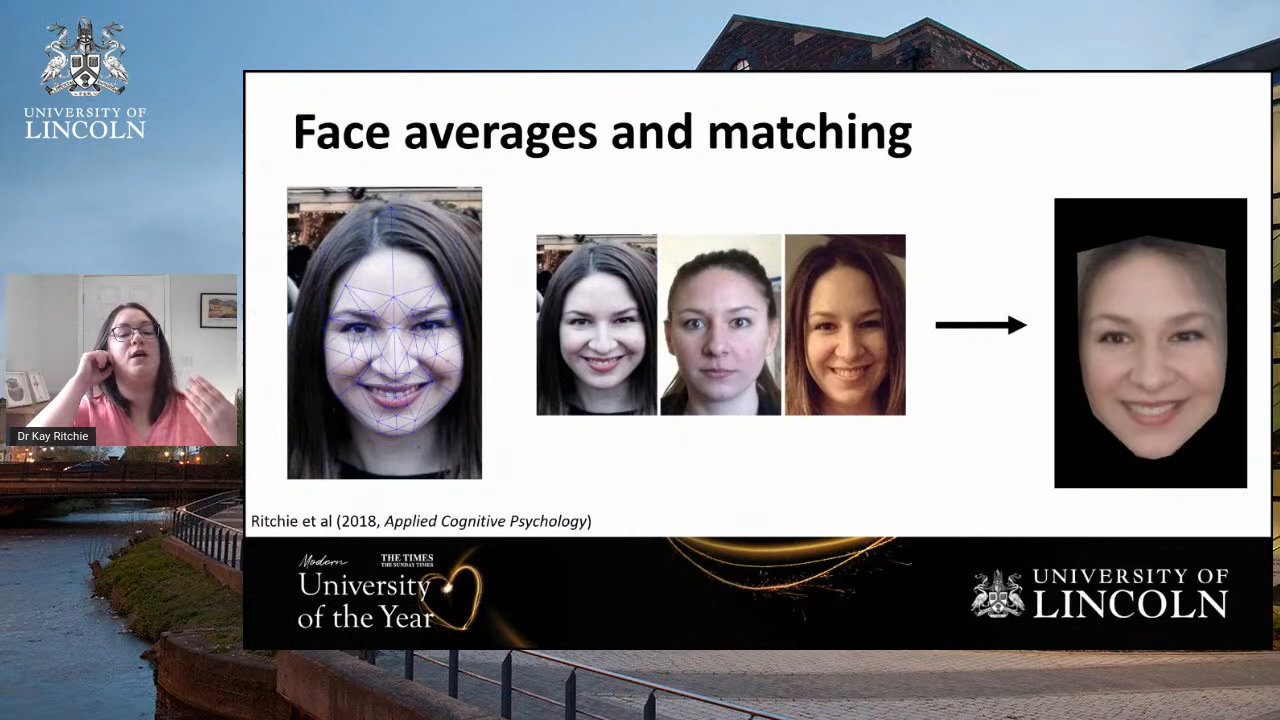 UNIVERSITY OF
LINCOLN
Face averages and matching
Dr Kay Ritchie
Ritchie et al (2018, Applied Cognitive Psychology)
Modern
THE TIMES
THE SUNDAY TIMES
University
of the Year
UNIVERSITY OF
LINCOLN